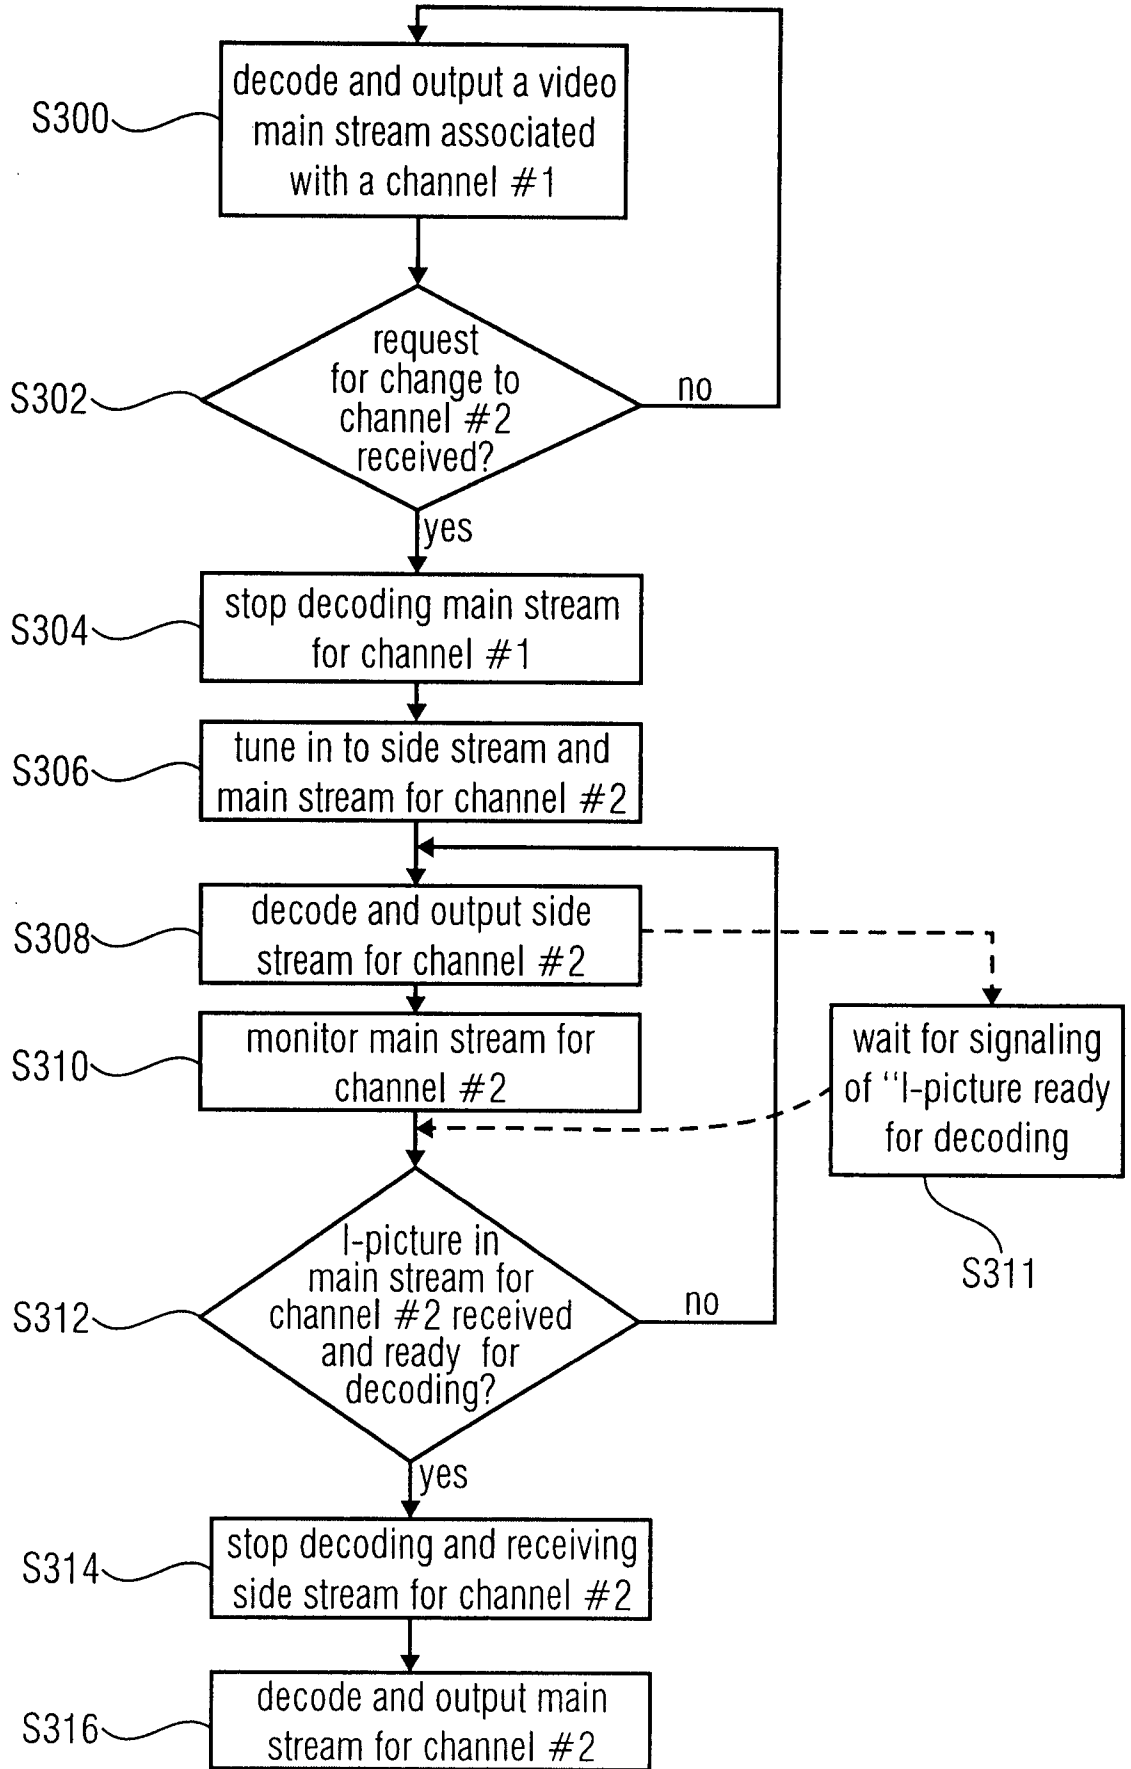 S300
decode and output a video
main stream associated
with a channel #1
S302
request
for change to
channel #2
received?
no
yes
S304
stop decoding main stream
for channel #1
S306
tune in to side stream and
main stream for channel #2
S308
decode and output side
stream for channel #2
S310
monitor main stream for
channel #2
wait for signaling
of “I-picture ready
for decoding
S311
S312
I-picture in
main stream for
channel #2 received
and ready for
decoding?
no
yes
S314
stop decoding and receiving
side stream for channel #2
S316
decode and output main
stream for channel #2